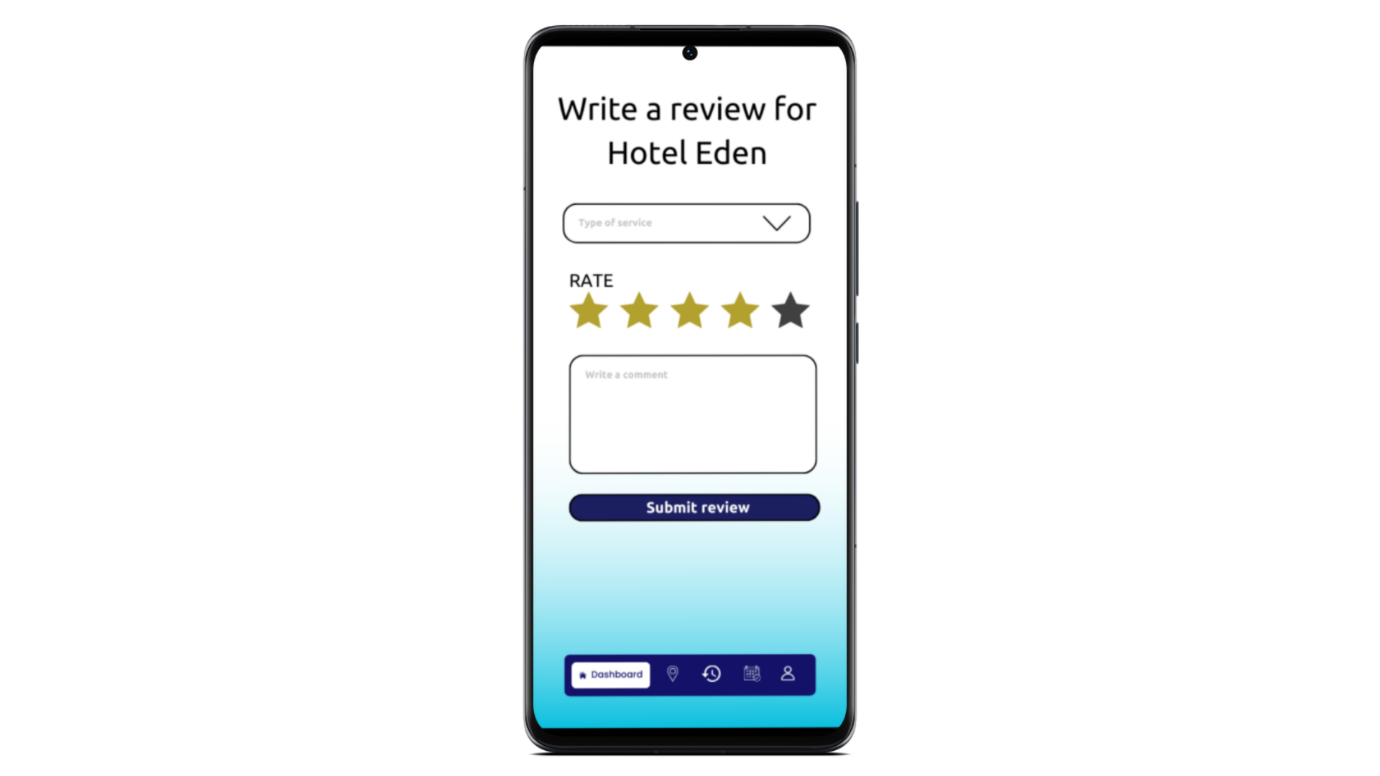 Write a review for
Hotel Eden
Type of service
RATE
Write a comment
Submit review
Dashboard